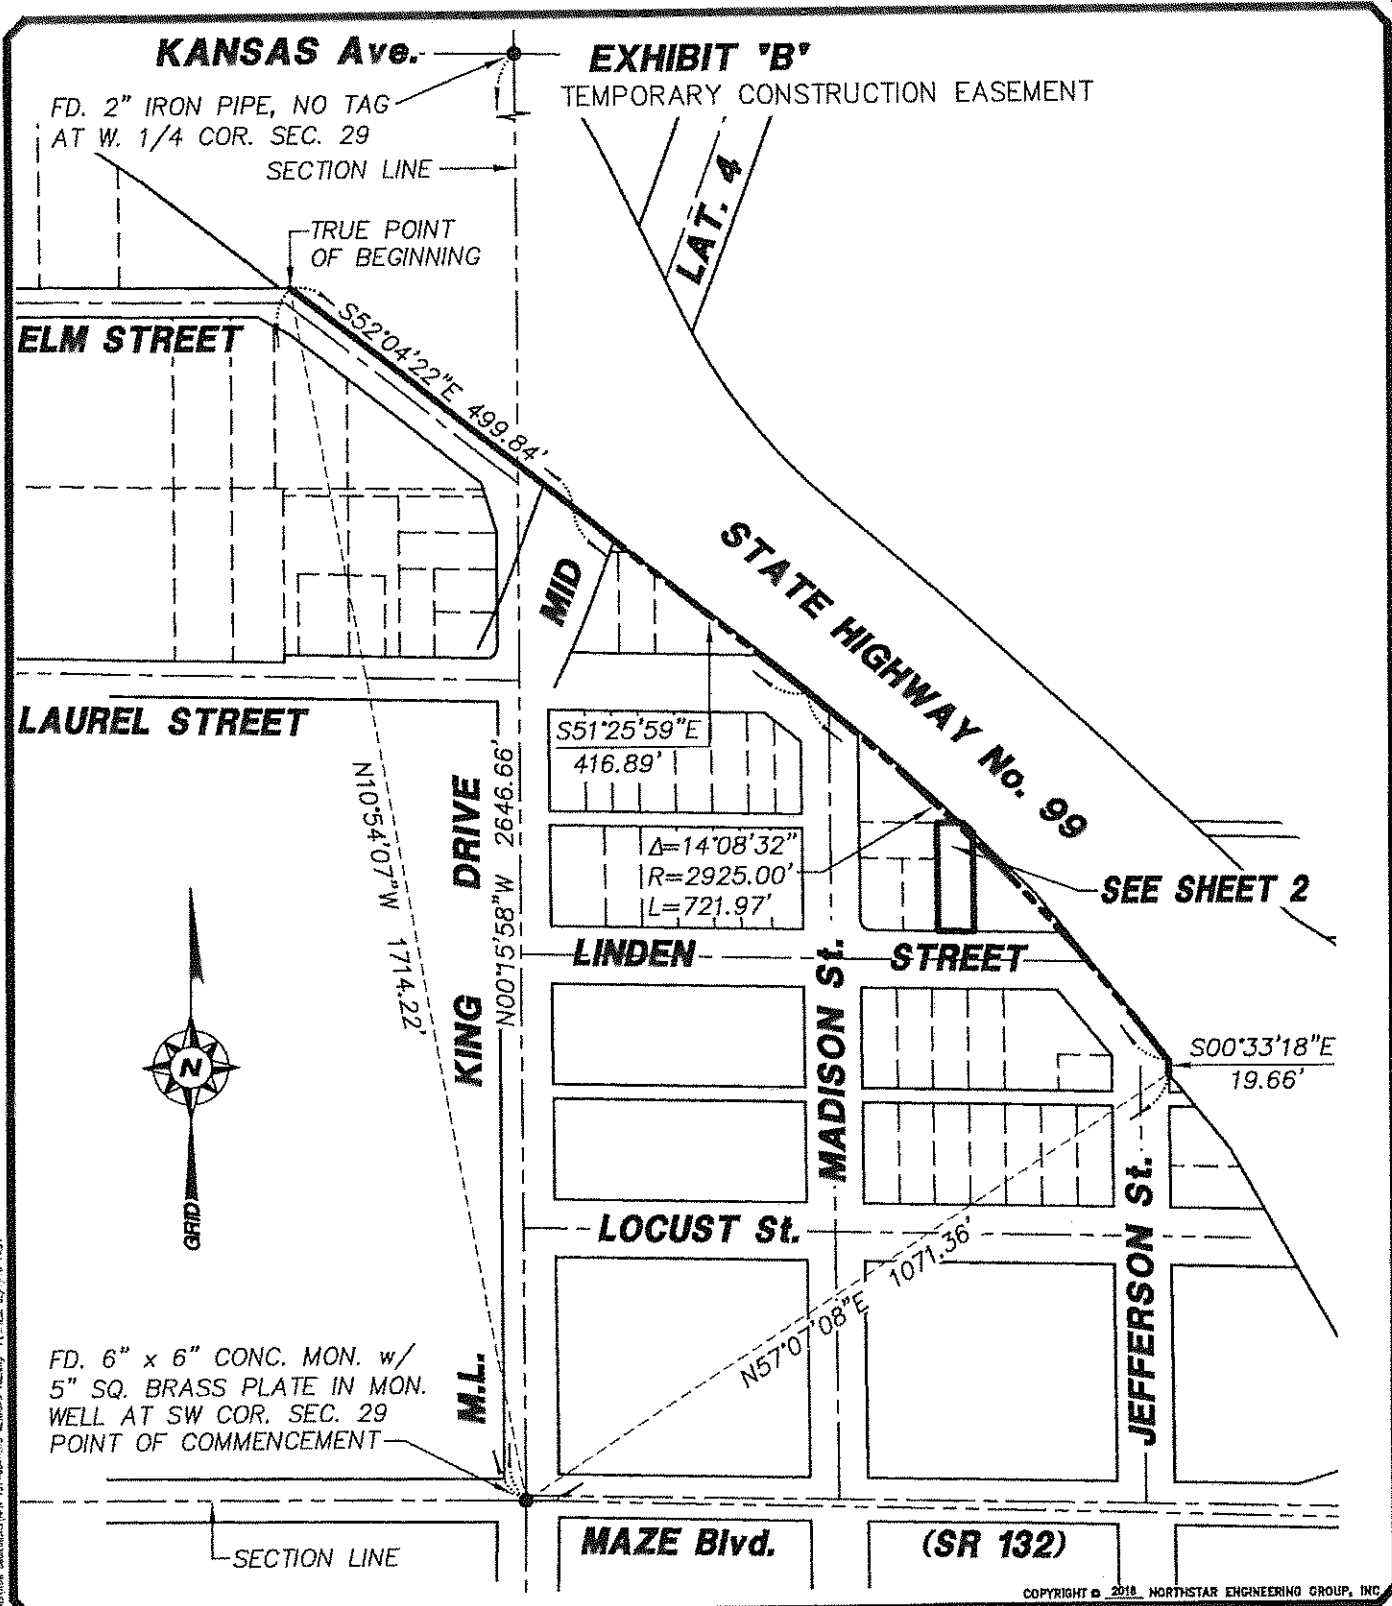 KANSAS Ave.
EXHIBIT "B"
TEMPORARY CONSTRUCTION EASEMENT
FD. 2" IRON PIPE, NO TAG
AT W. 1/4 COR. SEC. 29
SECTION LINE
LAT. 4
TRUE POINT
OF BEGINNING
ELM STREET
S52°04'22"E 499.84'
MID
STATE HIGHWAY No. 99
LAUREL STREET
S51°25'59"E
416.89'
N10°54'07"W 1714.22'
M.L. KING DRIVE
N00°15'58"W 2646.66'
Δ=14°08'32"
R=2925.00'
L=721.97'
SEE SHEET 2
LINDEN STREET
MADISON St.
S00°33'18"E
19.66'
N
GRID
LOCUST St.
JEFFERSON St.
N57°07'08"E 1071.36'
FD. 6" x 6" CONC. MON. w/
5" SQ. BRASS PLATE IN MON.
WELL AT SW COR. SEC. 29
POINT OF COMMENCEMENT
SECTION LINE
MAZE Blvd. (SR 132)
COPYRIGHT © 2018 NORTHSTAR ENGINEERING GROUP, INC